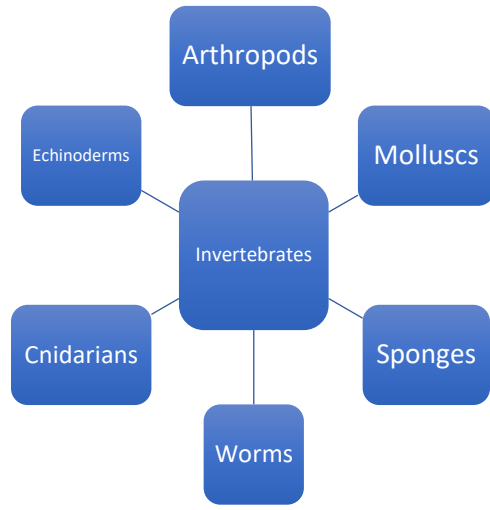 Arthropods
Echinoderms
Molluscs
Invertebrates
Cnidarians
Sponges
Worms